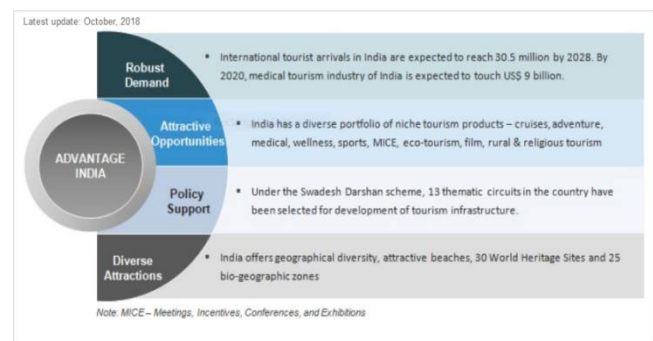 Latest update: October, 2018
Robust
Demand
▪ International tourist arrivals in India are expected to reach 30.5 million by 2028. By
2020, medical tourism industry of India is expected to touch US$ 9 billion.
ADVANTAGE
INDIA
Attractive
Opportunities
▪ India has a diverse portfolio of niche tourism products – cruises, adventure,
medical, wellness, sports, MICE, eco-tourism, film, rural & religious tourism
Policy
Support
▪ Under the Swadesh Darshan scheme, 13 thematic circuits in the country have
been selected for development of tourism infrastructure.
Diverse
Attractions
▪ India offers geographical diversity, attractive beaches, 30 World Heritage Sites and 25
bio-geographic zones
Note: MICE – Meetings, Incentives, Conferences, and Exhibitions